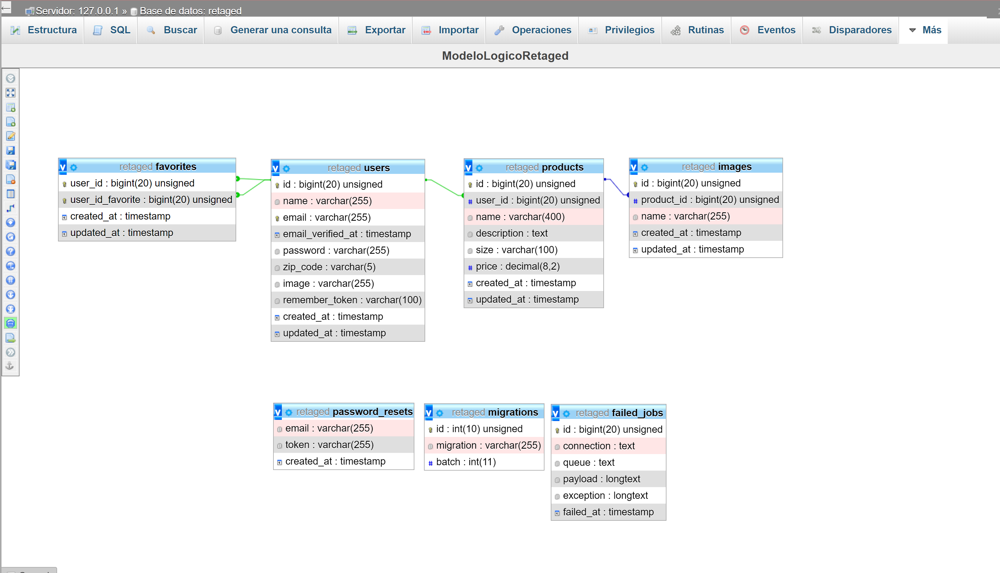 Servidor: 127.0.0.1 » Base de datos: retaged
Estructura SQL Buscar Generar una consulta Exportar Importar Operaciones Privilegios Rutinas Eventos Disparadores Más
ModeloLogicoRetaged
v retaged favorites
user_id : bigint(20) unsigned
user_id_favorite : bigint(20) unsigned
created_at : timestamp
updated_at : timestamp
v retaged users
id : bigint(20) unsigned
name : varchar(255)
email : varchar(255)
email_verified_at : timestamp
password : varchar(255)
zip_code : varchar(5)
image : varchar(255)
remember_token : varchar(100)
created_at : timestamp
updated_at : timestamp
v retaged products
id : bigint(20) unsigned
# user_id : bigint(20) unsigned
name : varchar(400)
description : text
size : varchar(100)
# price : decimal(8,2)
created_at : timestamp
updated_at : timestamp
v retaged images
id : bigint(20) unsigned
# product_id : bigint(20) unsigned
name : varchar(255)
created_at : timestamp
updated_at : timestamp
v retaged password_resets
email : varchar(255)
token : varchar(255)
created_at : timestamp
v retaged migrations
id : int(10) unsigned
migration : varchar(255)
# batch : int(11)
v retaged failed_jobs
id : bigint(20) unsigned
connection : text
queue : text
payload : longtext
exception : longtext
failed_at : timestamp